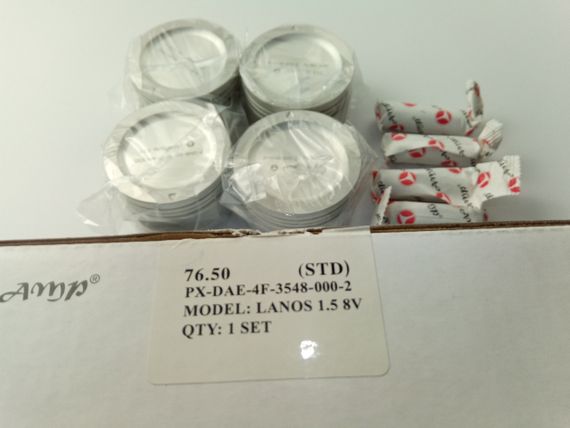 AMP®
76.50 (STD)
PX-DAE-4F-3548-000-2
MODEL: LANOS 1.5 8V
QTY: 1 SET